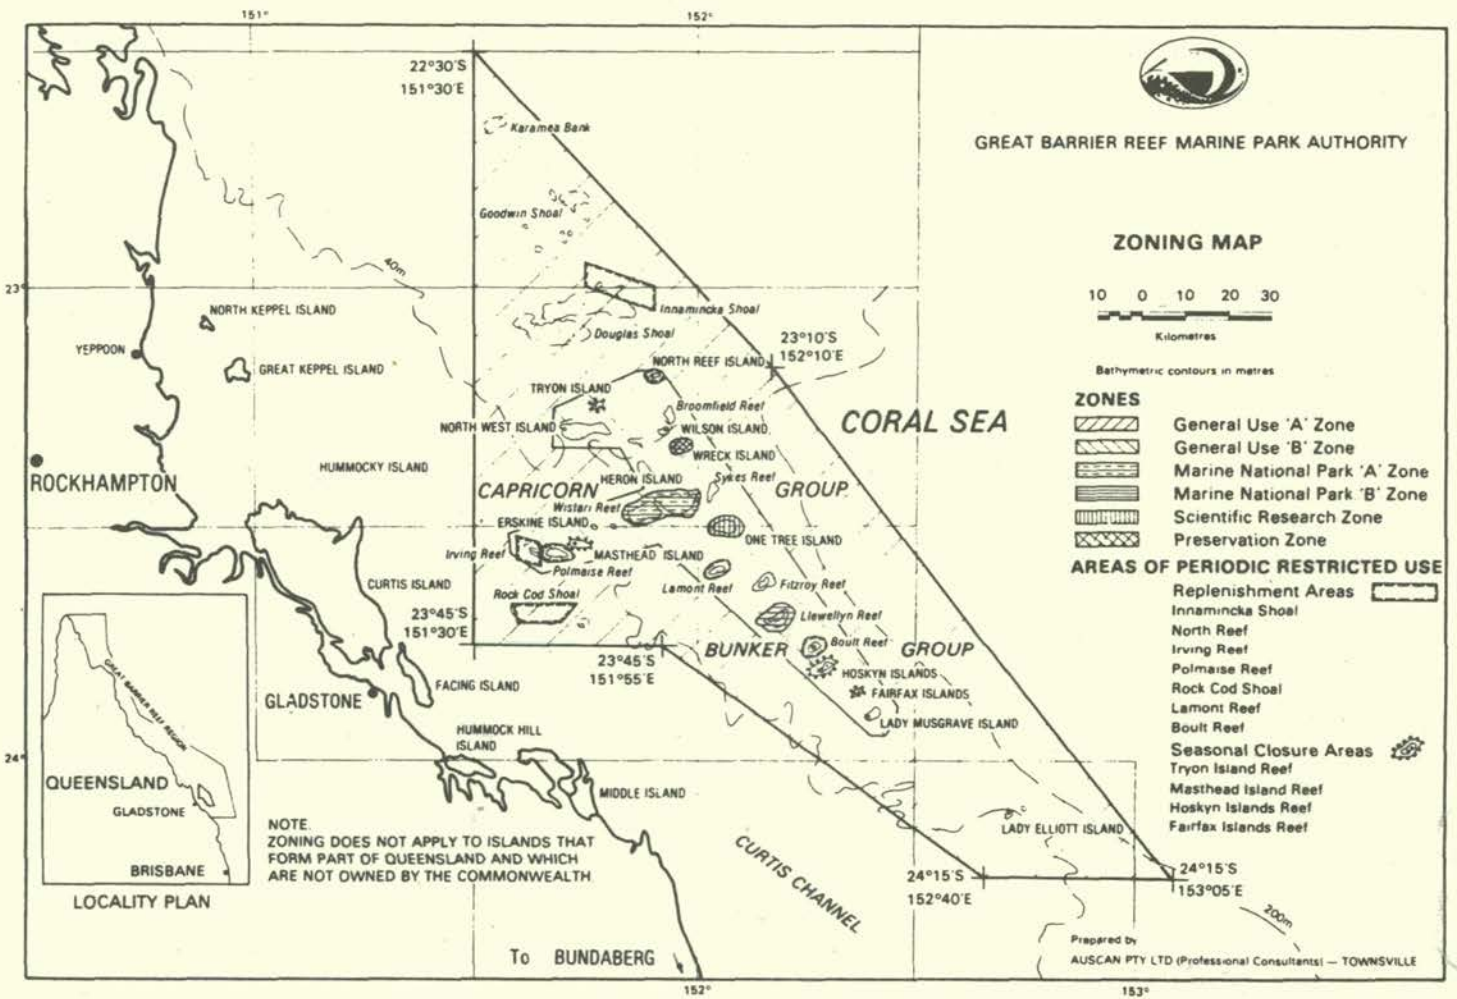 151°
152°
22°30'S
151°30'E
Karamea Bank
Goodwin Shoal
40m
23°
Innamincka Shoal
Douglas Shoal
NORTH KEPPEL ISLAND
YEPPOON
GREAT KEPPEL ISLAND
23°10'S
152°10'E
NORTH REEF ISLAND
TRYON ISLAND
Broomfield Reef
NORTH WEST ISLAND
WILSON ISLAND
WRECK ISLAND
CORAL SEA
HUMMOCKY ISLAND
ROCKHAMPTON
HERON ISLAND
Sykes Reef
CAPRICORN GROUP
Wistari Reef
ERSKINE ISLAND
ONE TREE ISLAND
Irving Reef
MASTHEAD ISLAND
Polmaise Reef
Lamont Reef
Fitzroy Reef
CURTIS ISLAND
Rock Cod Shoal
23°45'S
151°30'E
Llewellyn Reef
Boult Reef
BUNKER GROUP
23°45'S
151°55'E
HOSKYN ISLANDS
FAIRFAX ISLANDS
LADY MUSGRAVE ISLAND
FACING ISLAND
GLADSTONE
HUMMOCK HILL
ISLAND
24°
MIDDLE ISLAND
LADY ELLIOTT ISLAND
CURTIS CHANNEL
24°15'S
152°40'E
24°15'S
153°05'E
200m
To BUNDABERG
152°
153°
GREAT BARRIER REEF REGION
QUEENSLAND
GLADSTONE
BRISBANE
LOCALITY PLAN
NOTE.
ZONING DOES NOT APPLY TO ISLANDS THAT
FORM PART OF QUEENSLAND AND WHICH
ARE NOT OWNED BY THE COMMONWEALTH
GREAT BARRIER REEF MARINE PARK AUTHORITY
ZONING MAP
10 0 10 20 30
Kilometres
Bathymetric contours in metres
ZONES
General Use 'A' Zone
General Use 'B' Zone
Marine National Park 'A' Zone
Marine National Park 'B' Zone
Scientific Research Zone
Preservation Zone
AREAS OF PERIODIC RESTRICTED USE
Replenishment Areas
Innamincka Shoal
North Reef
Irving Reef
Polmaise Reef
Rock Cod Shoal
Lamont Reef
Boult Reef
Seasonal Closure Areas
Tryon Island Reef
Masthead Island Reef
Hoskyn Islands Reef
Fairfax Islands Reef
Prepared by
AUSCAN PTY LTD (Professional Consultants) — TOWNSVILLE